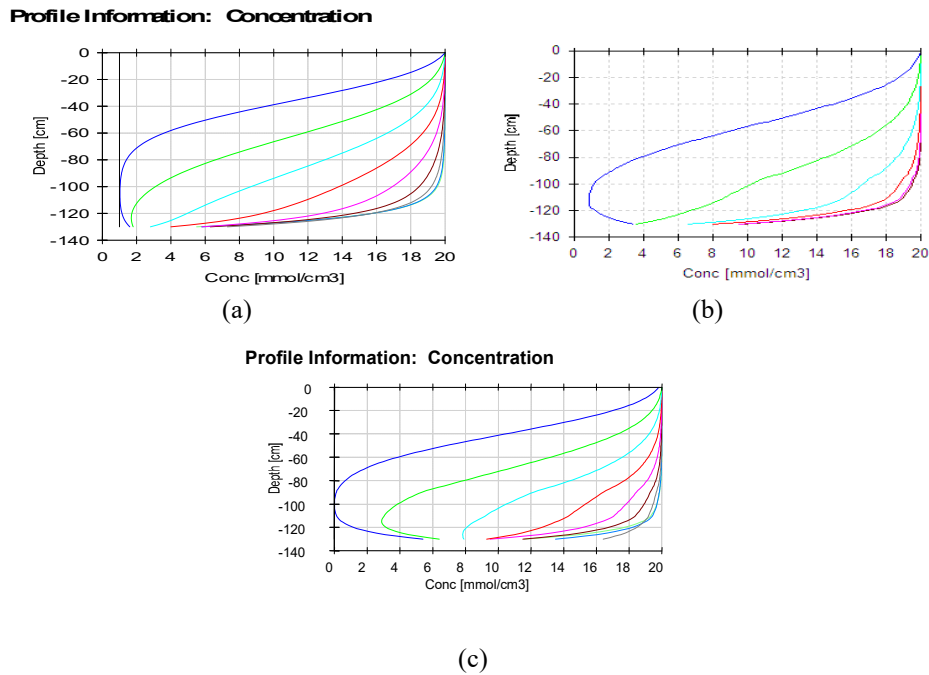 Profile Information: Concentration
0
-20
-40
-60
-80
-100
-120
-140
Depth [cm]
0 2 4 6 8 10 12 14 16 18 20
Conc [mmol/cm3]
(a)
0
-20
-40
-60
-80
-100
-120
-140
Depth [cm]
0 2 4 6 8 10 12 14 16 18 20
Conc [mmol/cm3]
(b)
Profile Information: Concentration
0
-20
-40
-60
-80
-100
-120
-140
Depth [cm]
0 2 4 6 8 10 12 14 16 18 20
Conc [mmol/cm3]
(c)